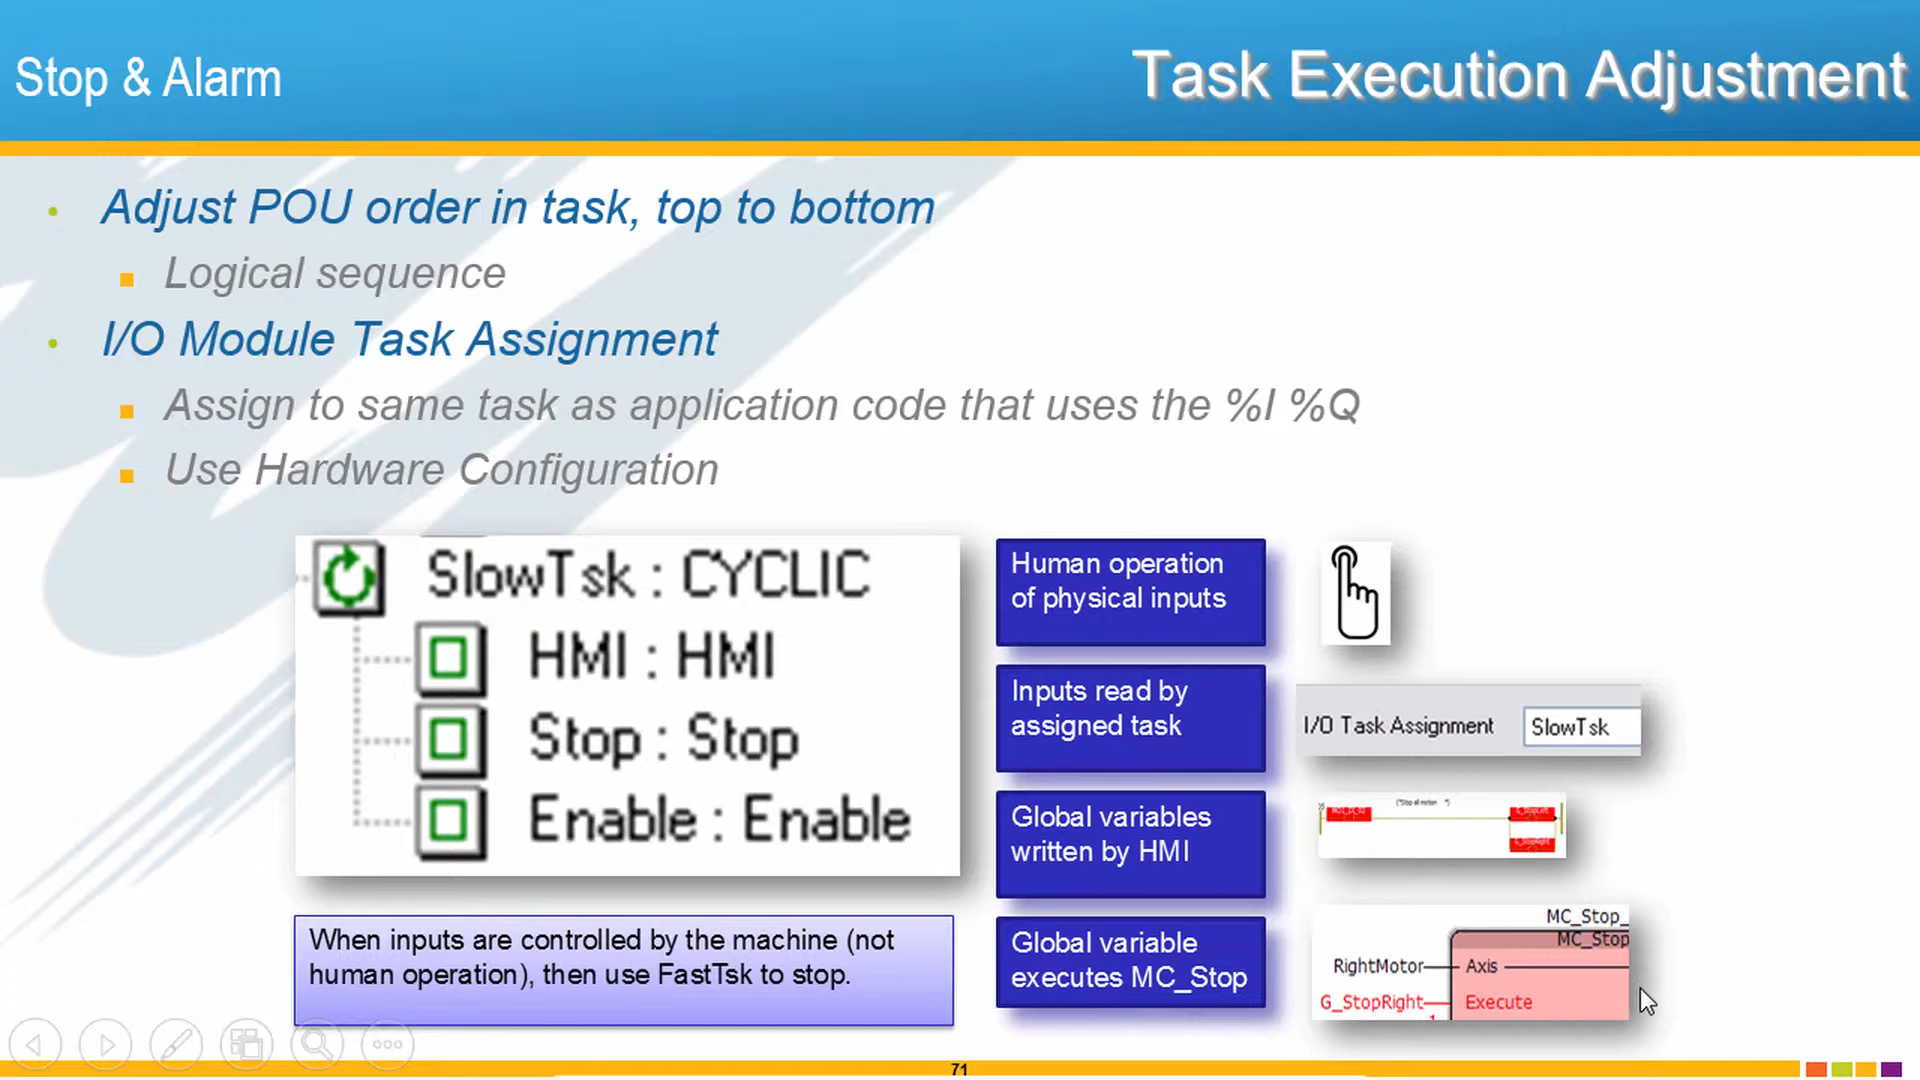 Stop & Alarm
Task Execution Adjustment
Adjust POU order in task, top to bottom
Logical sequence
I/O Module Task Assignment
Assign to same task as application code that uses the %I %Q
Use Hardware Configuration
SlowTsk : CYCLIC
HMI : HMI
Stop : Stop
Enable : Enable
When inputs are controlled by the machine (not
human operation), then use FastTsk to stop.
Human operation
of physical inputs
Inputs read by
assigned task
I/O Task Assignment SlowTsk
Global variables
written by HMI
(*Stop all motion *)
Global variable
executes MC_Stop
MC_Stop_
MC_Stop
RightMotor Axis
G_StopRight Execute
71